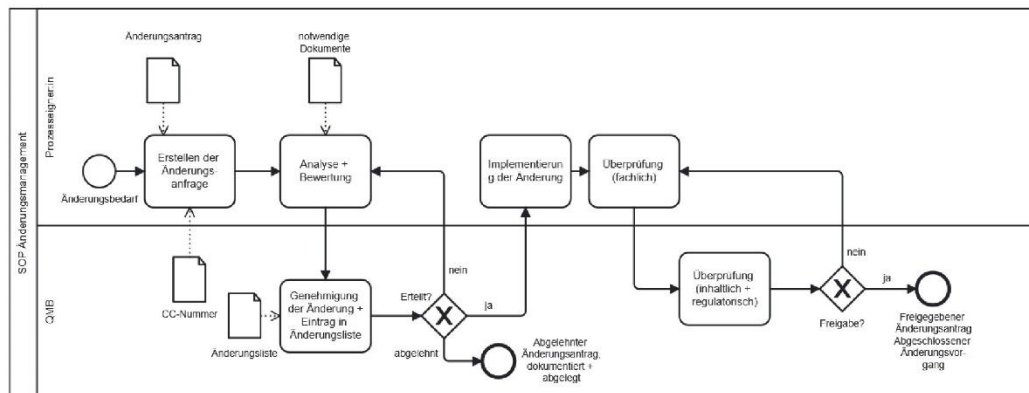 SOP Änderungsmanagement
Prozesseigner:in
Änderungsantrag
notwendige
Dokumente
Änderungsbedarf
Erstellen der
Änderungs-
anfrage
Analyse +
Bewertung
Implementierun
g der Änderung
Überprüfung
(fachlich)
QMB
CC-Nummer
Änderungsliste
Genehmigung
der Änderung +
Eintrag in
Änderungsliste
Erteilt?
nein
ja
abgelehnt
Abgelehnter
Änderungsantrag,
dokumentiert +
abgelegt
Überprüfung
(inhaltlich +
regulatorisch)
nein
ja
Freigabe?
Freigegebener
Änderungsantrag
Abgeschlossener
Änderungsvor-
gang